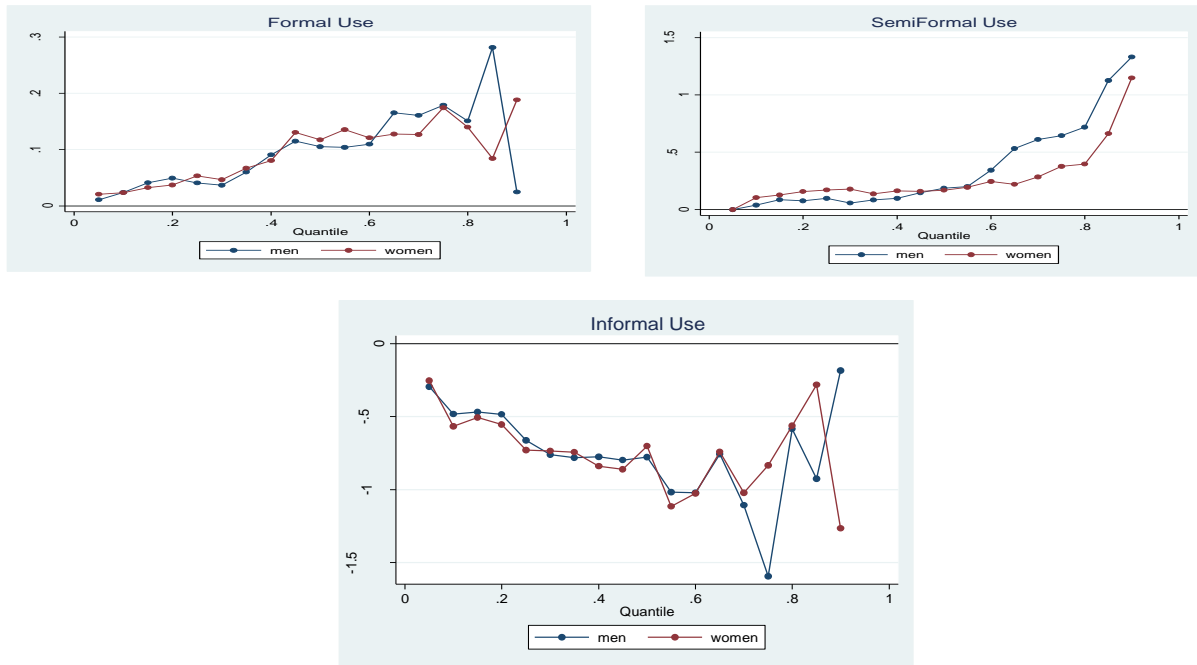 Formal Use
.3
.2
.1
0
0
.2
.4
.6
.8
1
Quantile
men
women
SemiFormal Use
1.5
1
.5
0
0
.2
.4
.6
.8
1
Quantile
men
women
Informal Use
0
-.5
-1
-1.5
0
.2
.4
.6
.8
1
Quantile
men
women